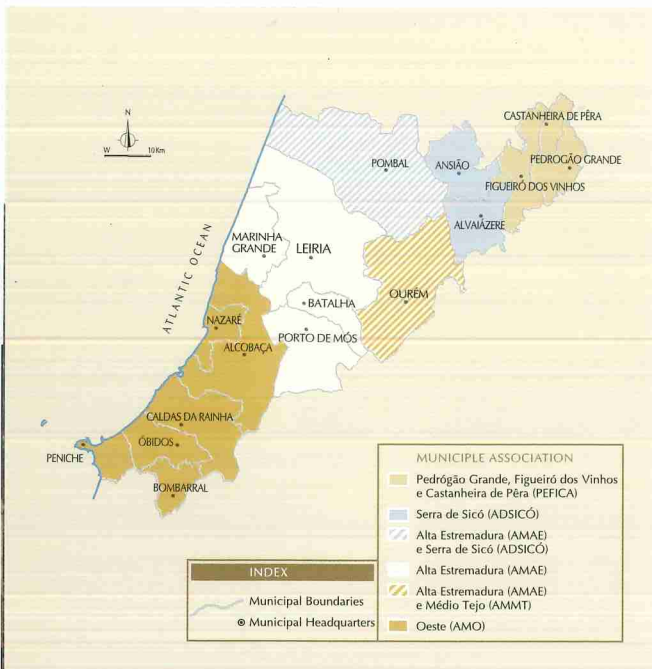 N
W
10 Km
ATLANTIC OCEAN
CASTANHEIRA DE PÊRA
PEDROGÃO GRANDE
POMBAL
ANSIÃO
FIGUEIRÓ DOS VINHOS
ALVAIÁZERE
MARINHA
GRANDE
LEIRIA
OURÉM
BATALHA
NAZARÉ
PORTO DE MÓS
ALCOBAÇA
CALDAS DA RAINHA
ÓBIDOS
PENICHE
BOMBARRAL
MUNICIPLE ASSOCIATION
Pedrógão Grande, Figueiró dos Vinhos
e Castanheira de Pêra (PEFICA)
Serra de Sicó (ADSICÓ)
Alta Estremadura (AMAE)
e Serra de Sicó (ADSICÓ)
Alta Estremadura (AMAE)
Alta Estremadura (AMAE)
e Médio Tejo (AMMT)
Oeste (AMO)
INDEX
Municipal Boundaries
Municipal Headquarters